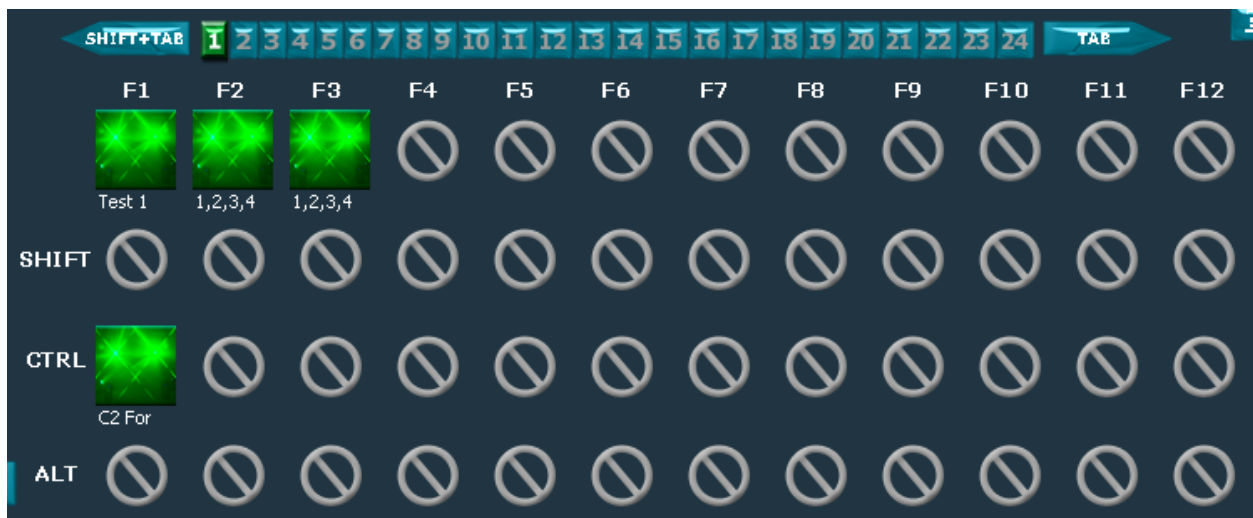 SHIFT+TAB 1 2 3 4 5 6 7 8 9 10 11 12 13 14 15 16 17 18 19 20 21 22 23 24 TAB
F1 F2 F3 F4 F5 F6 F7 F8 F9 F10 F11 F12
Test 1 1,2,3,4 1,2,3,4
SHIFT
CTRL
C2 For
ALT